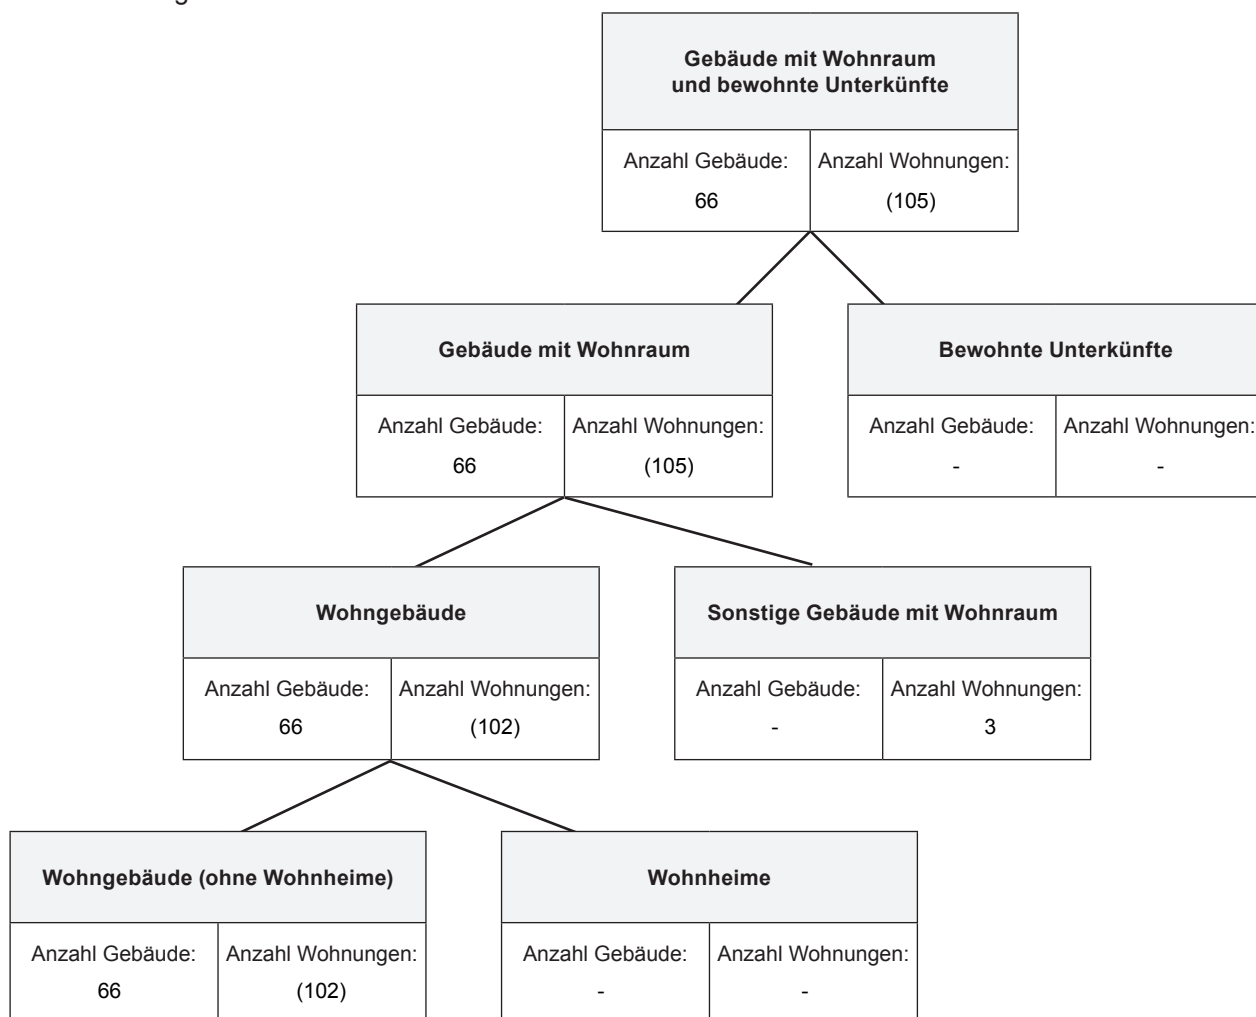 Gebäude mit Wohnraum
und bewohnte Unterkünfte
Anzahl Gebäude: Anzahl Wohnungen:
66 (105)
Gebäude mit Wohnraum
Bewohnte Unterkünfte
Anzahl Gebäude: Anzahl Wohnungen:
66 (105)
Anzahl Gebäude: Anzahl Wohnungen:
- -
Wohngebäude
Sonstige Gebäude mit Wohnraum
Anzahl Gebäude: Anzahl Wohnungen:
66 (102)
Anzahl Gebäude: Anzahl Wohnungen:
- 3
Wohngebäude (ohne Wohnheime)
Wohnheime
Anzahl Gebäude: Anzahl Wohnungen:
66 (102)
Anzahl Gebäude: Anzahl Wohnungen:
- -